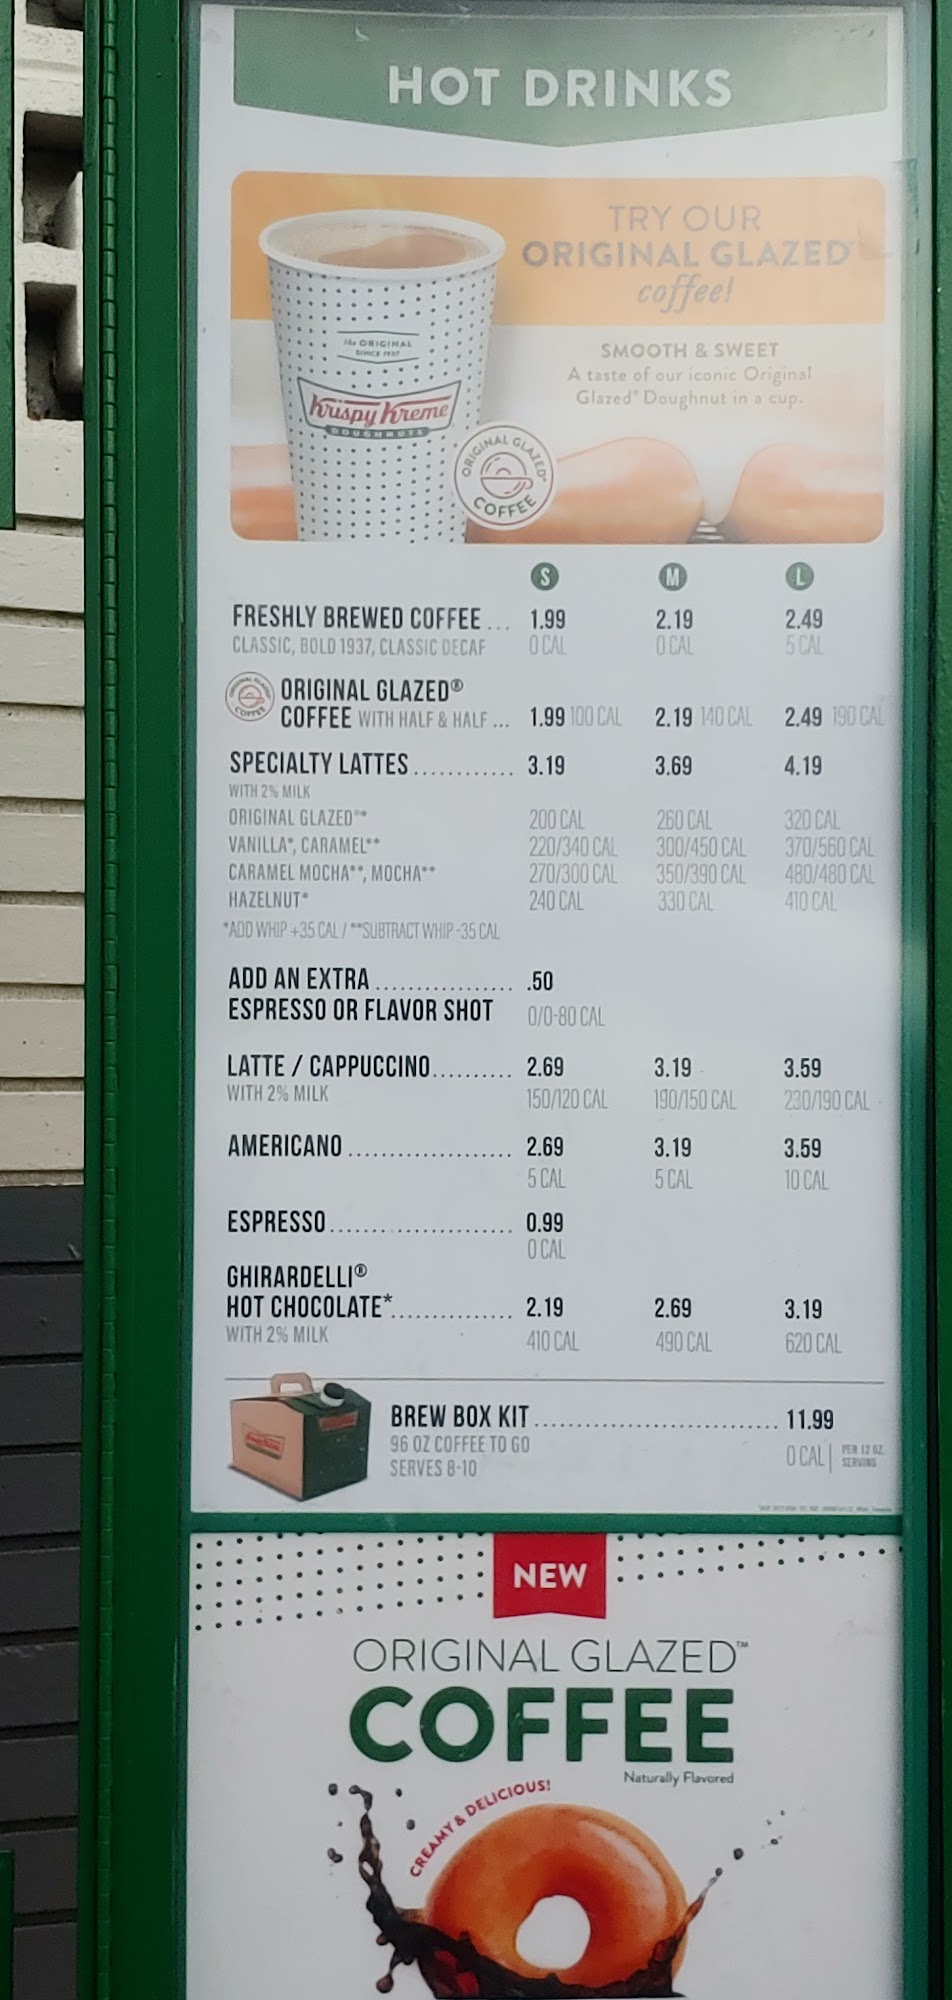 HOT DRINKS
TRY OUR
ORIGINAL GLAZED
coffee!
SMOOTH & SWEET
A taste of our iconic Original
Glazed® Doughnut in a cup.
the ORIGINAL
SINCE 1937
Krispy Kreme
DOUGHNUTS
ORIGINAL GLAZED®
COFFEE
S M L
FRESHLY BREWED COFFEE ... 1.99 2.19 2.49
CLASSIC, BOLD 1937, CLASSIC DECAF 0 CAL 0 CAL 5 CAL
ORIGINAL GLAZED COFFEE
ORIGINAL GLAZED®
COFFEE WITH HALF & HALF ... 1.99 100 CAL 2.19 140 CAL 2.49 190 CAL
SPECIALTY LATTES ............ 3.19 3.69 4.19
WITH 2% MILK
ORIGINAL GLAZED®* 200 CAL 260 CAL 320 CAL
VANILLA*, CARAMEL** 220/340 CAL 300/450 CAL 370/560 CAL
CARAMEL MOCHA**, MOCHA** 270/300 CAL 350/390 CAL 480/480 CAL
HAZELNUT* 240 CAL 330 CAL 410 CAL
*ADD WHIP +35 CAL / **SUBTRACT WHIP -35 CAL
ADD AN EXTRA ................. .50
ESPRESSO OR FLAVOR SHOT 0/0-80 CAL
LATTE / CAPPUCCINO.......... 2.69 3.19 3.59
WITH 2% MILK 150/120 CAL 190/150 CAL 230/190 CAL
AMERICANO .................... 2.69 3.19 3.59
5 CAL 5 CAL 10 CAL
ESPRESSO....................... 0.99
0 CAL
GHIRARDELLI®
HOT CHOCOLATE*............... 2.19 2.69 3.19
WITH 2% MILK 410 CAL 490 CAL 620 CAL
BREW BOX KIT .............................. 11.99
96 OZ COFFEE TO GO
SERVES 8-10
0 CAL | PER 12 OZ.
SERVING
NEW
ORIGINAL GLAZED™
COFFEE
Naturally Flavored
CREAMY & DELICIOUS!